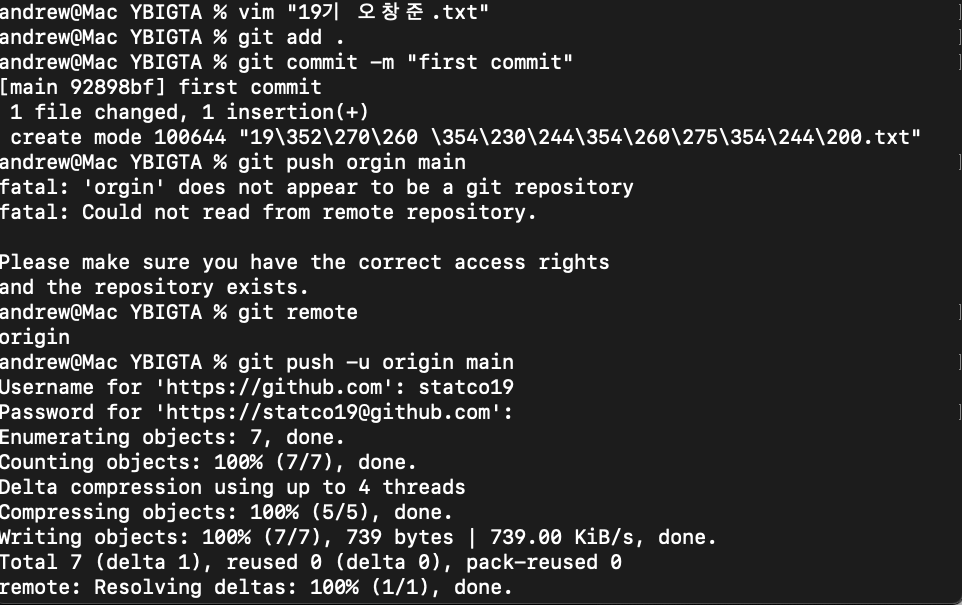 andrew@Mac YBIGTA % vim "19기 오창준.txt"
andrew@Mac YBIGTA % git add .
andrew@Mac YBIGTA % git commit -m "first commit"
[main 92898bf] first commit
 1 file changed, 1 insertion(+)
 create mode 100644 "19\352\270\260 \354\230\244\354\260\275\354\244\200.txt"
andrew@Mac YBIGTA % git push orgin main
fatal: 'orgin' does not appear to be a git repository
fatal: Could not read from remote repository.

Please make sure you have the correct access rights
and the repository exists.
andrew@Mac YBIGTA % git remote
origin
andrew@Mac YBIGTA % git push -u origin main
Username for 'https://github.com': statco19
Password for 'https://statco19@github.com':
Enumerating objects: 7, done.
Counting objects: 100% (7/7), done.
Delta compression using up to 4 threads
Compressing objects: 100% (5/5), done.
Writing objects: 100% (7/7), 739 bytes | 739.00 KiB/s, done.
Total 7 (delta 1), reused 0 (delta 0), pack-reused 0
remote: Resolving deltas: 100% (1/1), done.